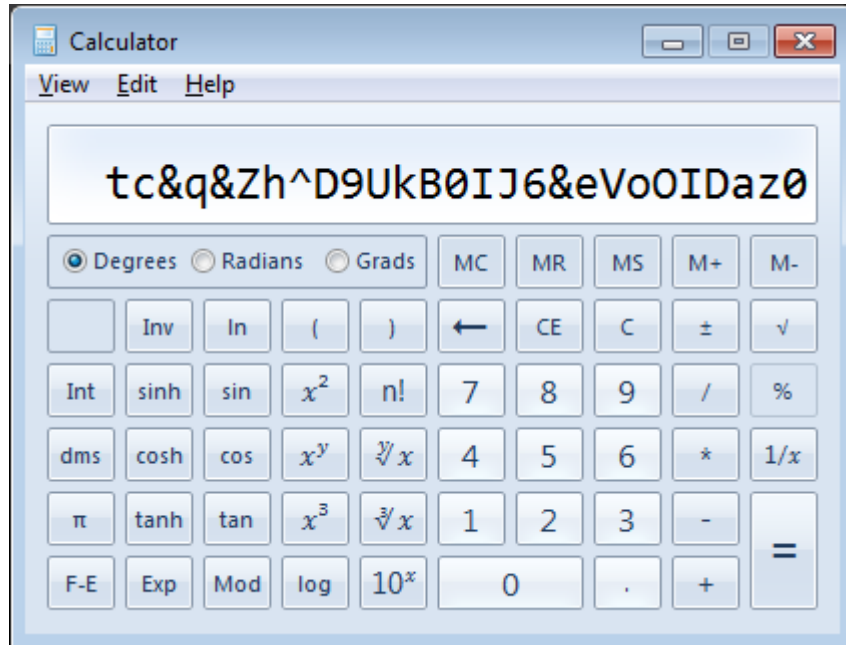 Calculator
View Edit Help
tc&q&Zh^D9UkB0IJ6&eVoOIDaz0
Degrees Radians Grads MC MR MS M+ M-
Inv In ( ) ← CE C ± √
Int sinh sin x² n! 7 8 9 / %
dms cosh cos xʸ ʸ√x 4 5 6 * 1/x
π tanh tan x³ ³√x 1 2 3 - =
F-E Exp Mod log 10ˣ 0 . +